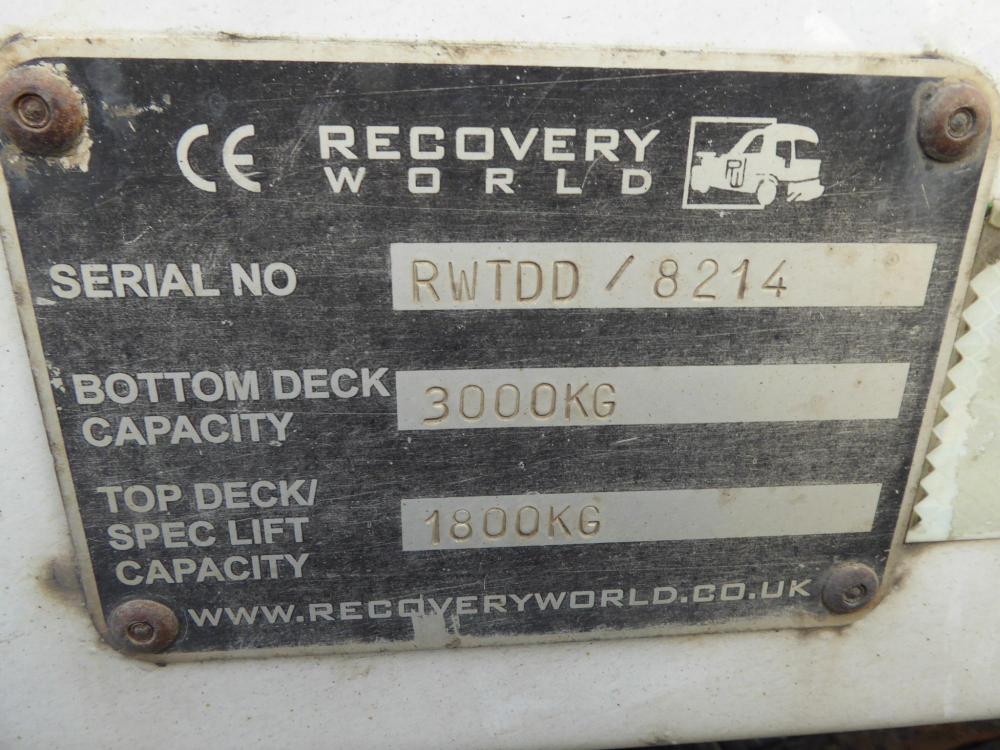 CE RECOVERY
WORLD
SERIAL NO RWTDD / 8214
BOTTOM DECK
CAPACITY 3000KG
TOP DECK/
SPEC LIFT
CAPACITY 1800KG
WWW.RECOVERYWORLD.CO.UK